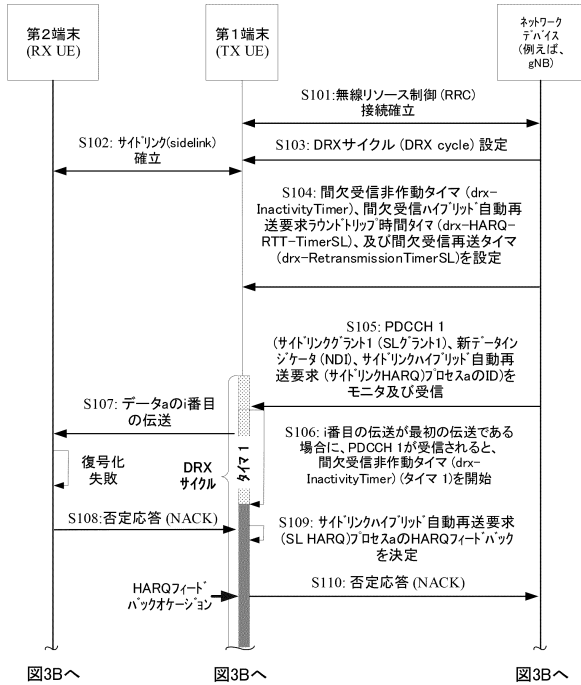 第2端末
(RX UE)
第1端末
(TX UE)
ネットワーク
デバイス
(例えば、
gNB)
S101:無線リソース制御 (RRC)
接続確立
S102: サイドリンク(sidelink)
確立
S103: DRXサイクル (DRX cycle) 設定
S104: 間欠受信非作動タイマ (drx-
InactivityTimer)、間欠受信ハイブリッド自動再
送要求ラウンドトリップ時間タイマ (drx-HARQ-
RTT-TimerSL)、及び間欠受信再送タイマ
(drx-RetransmissionTimerSL)を設定
S105: PDCCH 1
(サイドリンクグラント1 (SLグラント1)、新データイン
ジケータ (NDI)、サイドリンクハイブリッド自動再
送要求 (サイドリンクHARQ)プロセスaのID)を
モニタ及び受信
S107: データaのi番目
の伝送
S106: i番目の伝送が最初の伝送である
場合に、PDCCH 1が受信されると、
間欠受信非作動タイマ (drx-
InactivityTimer) (タイマ 1)を開始
復号化
失敗
DRX
サイクル
タイマ 1
S108:否定応答 (NACK)
S109: サイドリンクハイブリッド自動再送要求
(SL HARQ)プロセスaのHARQフィードバック
を決定
HARQフィード
バックオケージョン
S110: 否定応答 (NACK)
図3Bへ
図3Bへ
図3Bへ